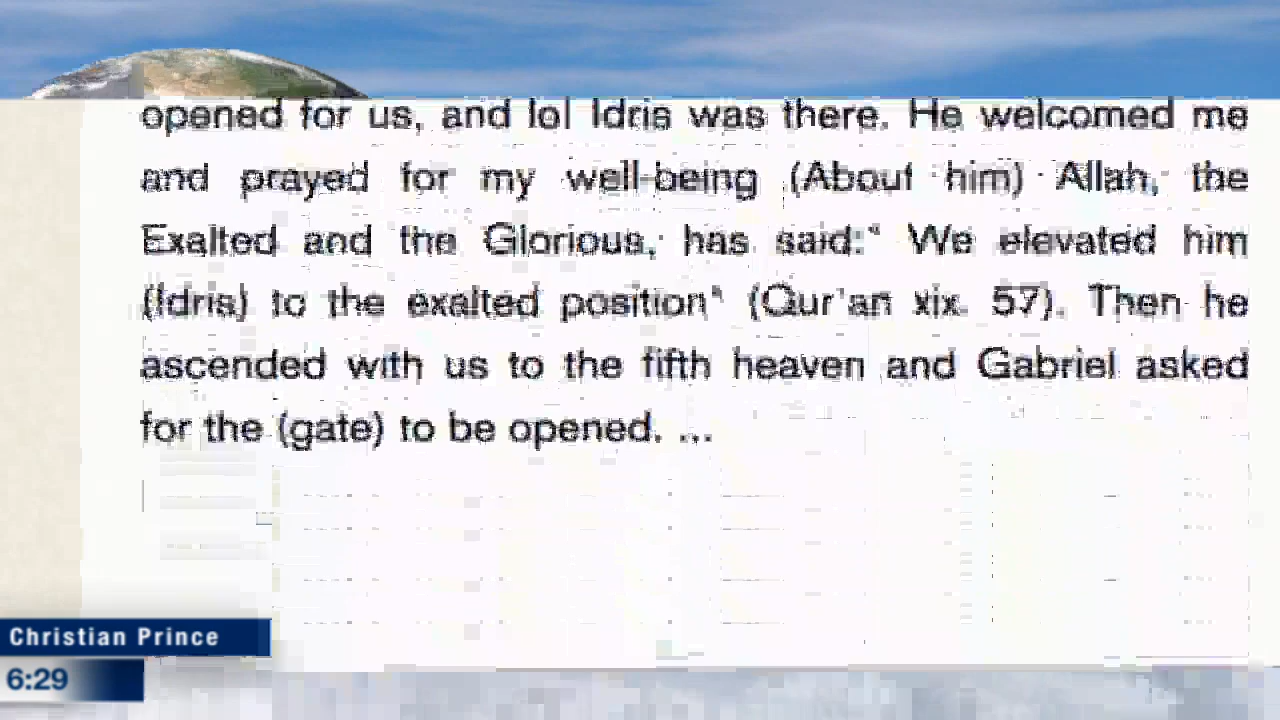 opened for us, and lo! Idris was there. He welcomed me
and prayed for my well-being (About him) Allah, the
Exalted and the Glorious, has said:" We elevated him
(Idris) to the exalted position" (Qur'an xix. 57). Then he
ascended with us to the fifth heaven and Gabriel asked
for the (gate) to be opened. ...
Christian Prince
6:29